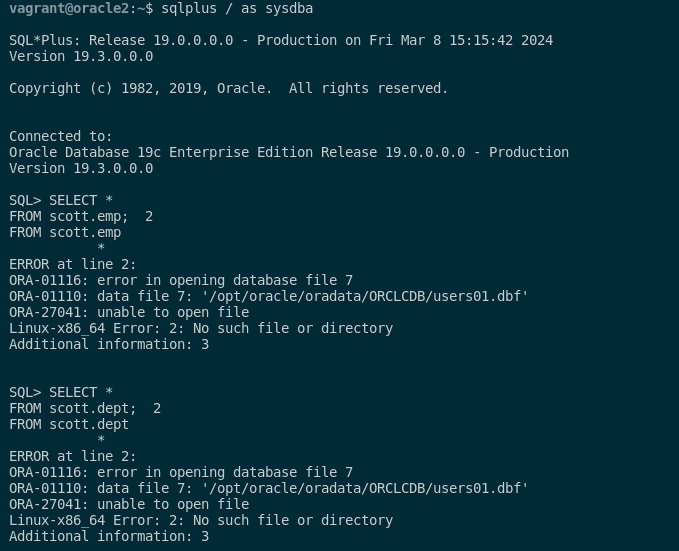 vagrant@oracle2:~$ sqlplus / as sysdba
SQL*Plus: Release 19.0.0.0.0 - Production on Fri Mar 8 15:15:42 2024
Version 19.3.0.0.0
Copyright (c) 1982, 2019, Oracle.  All rights reserved.
Connected to:
Oracle Database 19c Enterprise Edition Release 19.0.0.0.0 - Production
Version 19.3.0.0.0
SQL> SELECT *
FROM scott.emp;  2
FROM scott.emp
           *
ERROR at line 2:
ORA-01116: error in opening database file 7
ORA-01110: data file 7: '/opt/oracle/oradata/ORCLCDB/users01.dbf'
ORA-27041: unable to open file
Linux-x86_64 Error: 2: No such file or directory
Additional information: 3
SQL> SELECT *
FROM scott.dept;  2
FROM scott.dept
           *
ERROR at line 2:
ORA-01116: error in opening database file 7
ORA-01110: data file 7: '/opt/oracle/oradata/ORCLCDB/users01.dbf'
ORA-27041: unable to open file
Linux-x86_64 Error: 2: No such file or directory
Additional information: 3